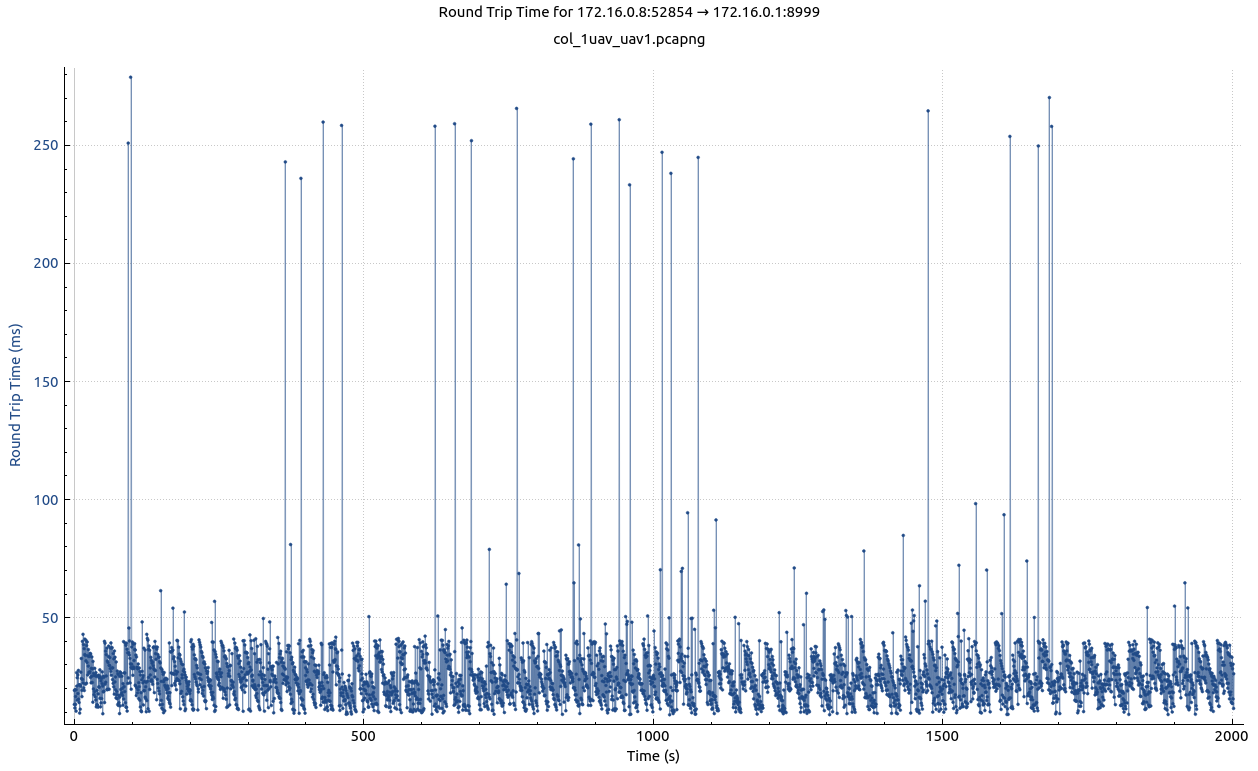 Round Trip Time for 172.16.0.8:52854 → 172.16.0.1:8999
col_1uav_uav1.pcapng
250
200
150
100
50
Round Trip Time (ms)
0 500 1000 1500 2000
Time (s)